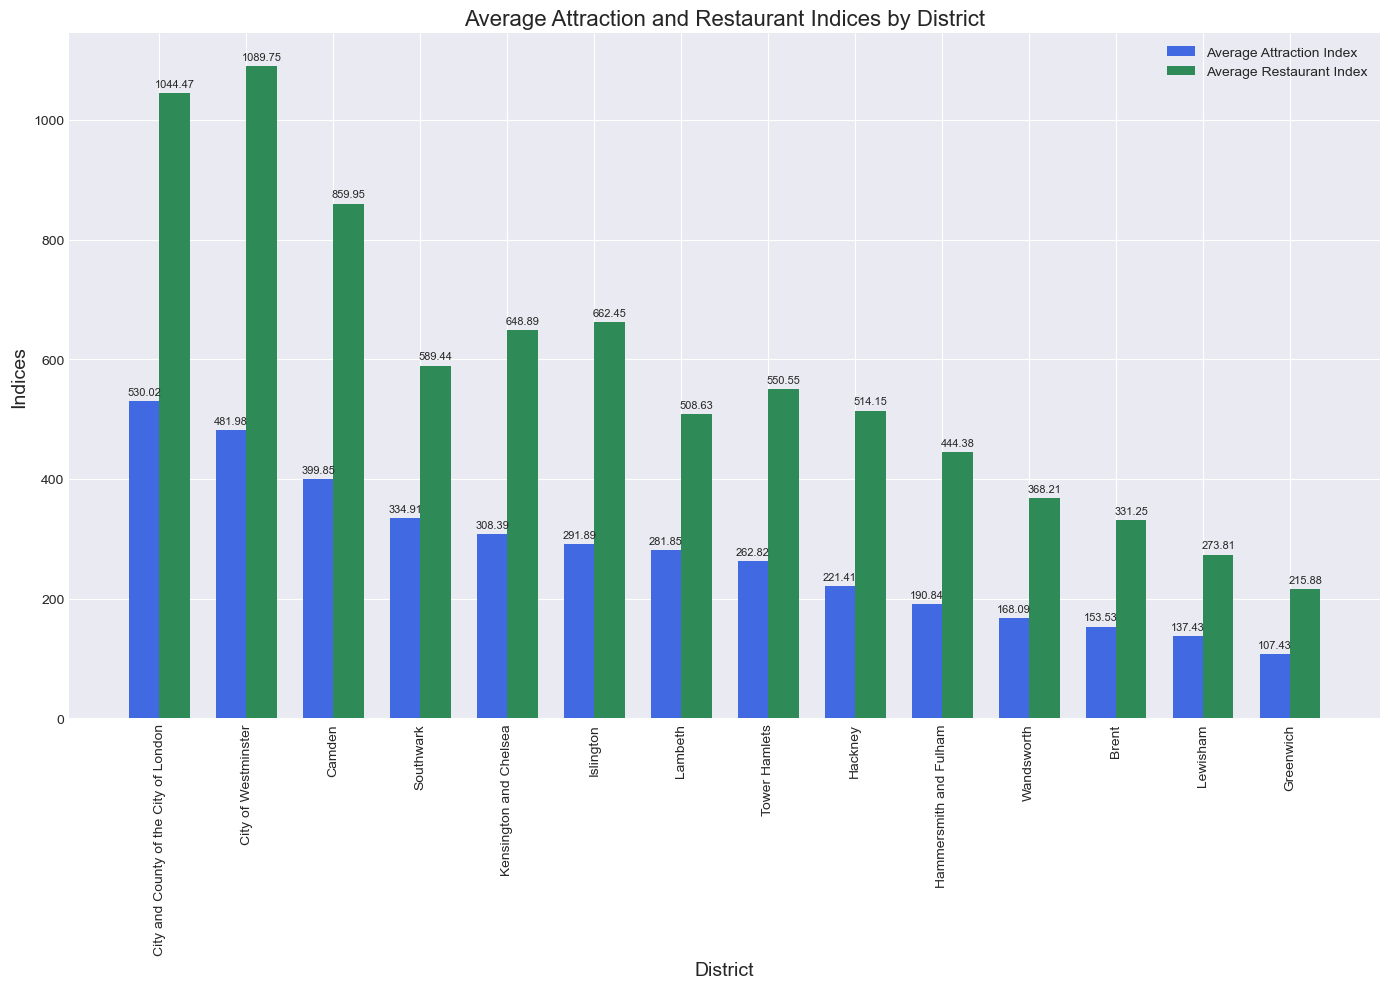 Average Attraction and Restaurant Indices by District
Average Attraction Index
Average Restaurant Index
Indices
1000
800
600
400
200
0
530.02
1044.47
481.98
1089.75
399.85
859.95
334.91
589.44
308.39
648.89
291.89
662.45
281.85
508.63
262.82
550.55
221.41
514.15
190.84
444.38
168.09
368.21
153.53
331.25
137.43
273.81
107.43
215.88
City and County of the City of London
City of Westminster
Camden
Southwark
Kensington and Chelsea
Islington
Lambeth
Tower Hamlets
Hackney
Hammersmith and Fulham
Wandsworth
Brent
Lewisham
Greenwich
District